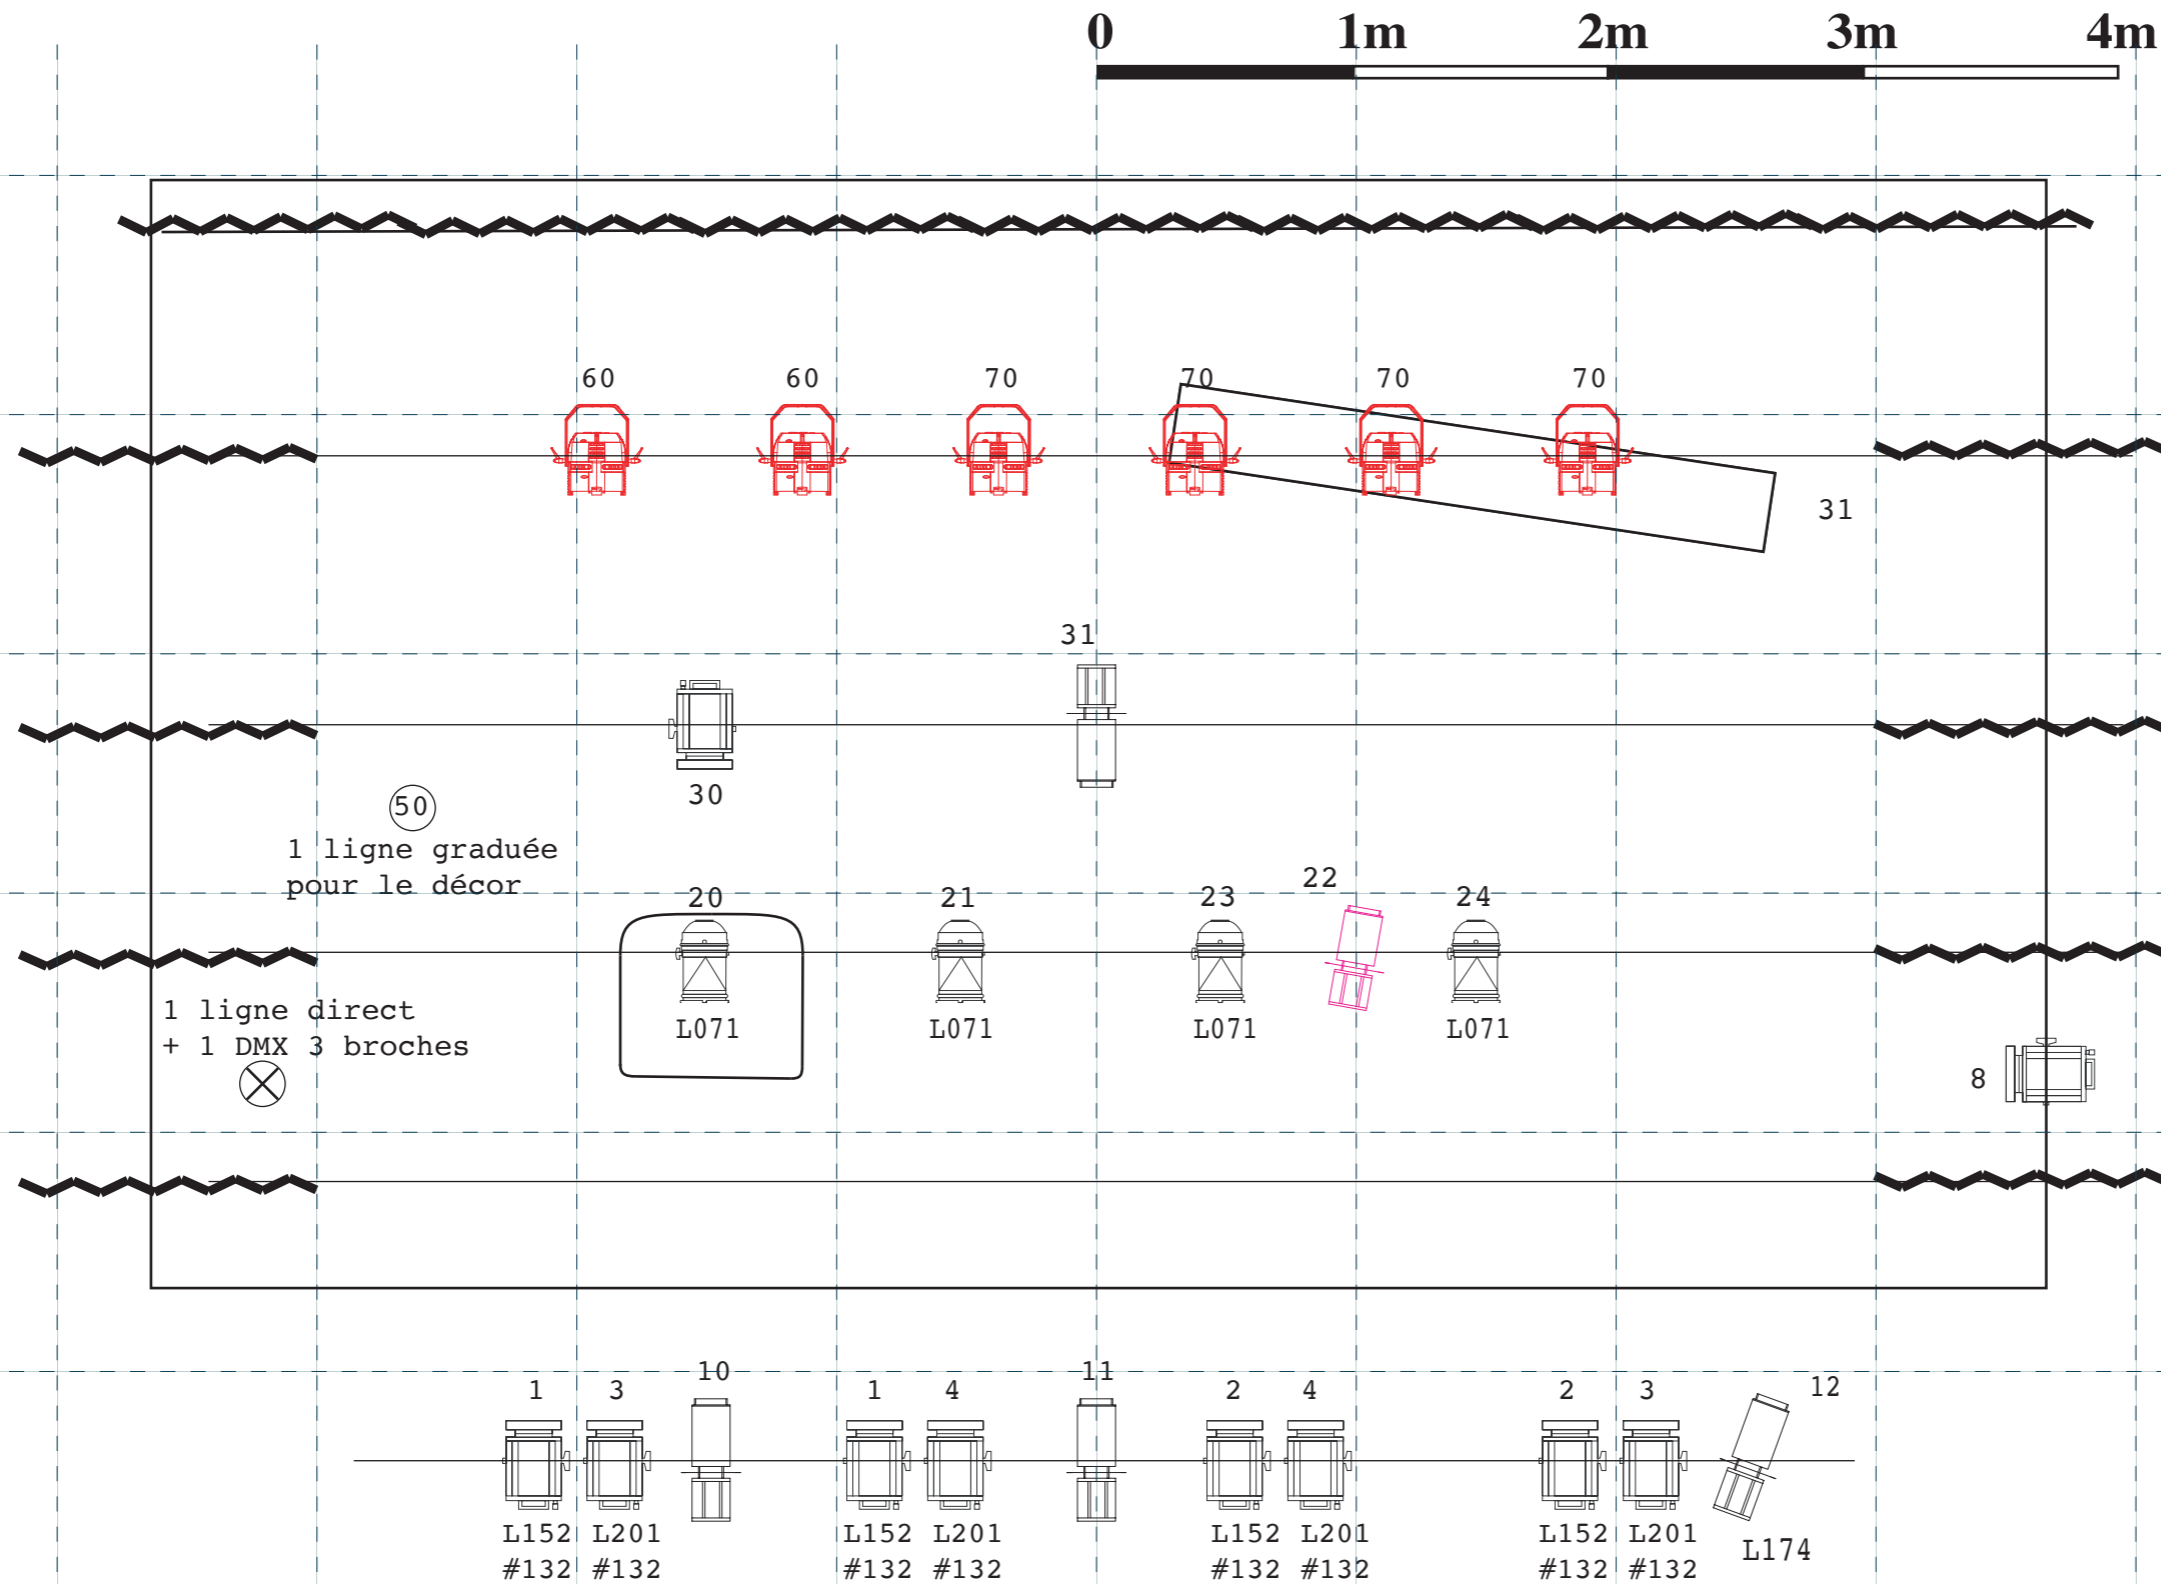 0 1m 2m 3m 4m
60 60 70 70 70 70
31
31
30
50
1 ligne graduée
pour le décor
22
20 21 23 24
1 ligne direct
+ 1 DMX 3 broches
L071 L071 L071 L071
8
10 11
1 3 1 4 2 4 2 3 12
L152 L201 L152 L201 L152 L201 L152 L201
L174
#132 #132 #132 #132 #132 #132 #132 #132